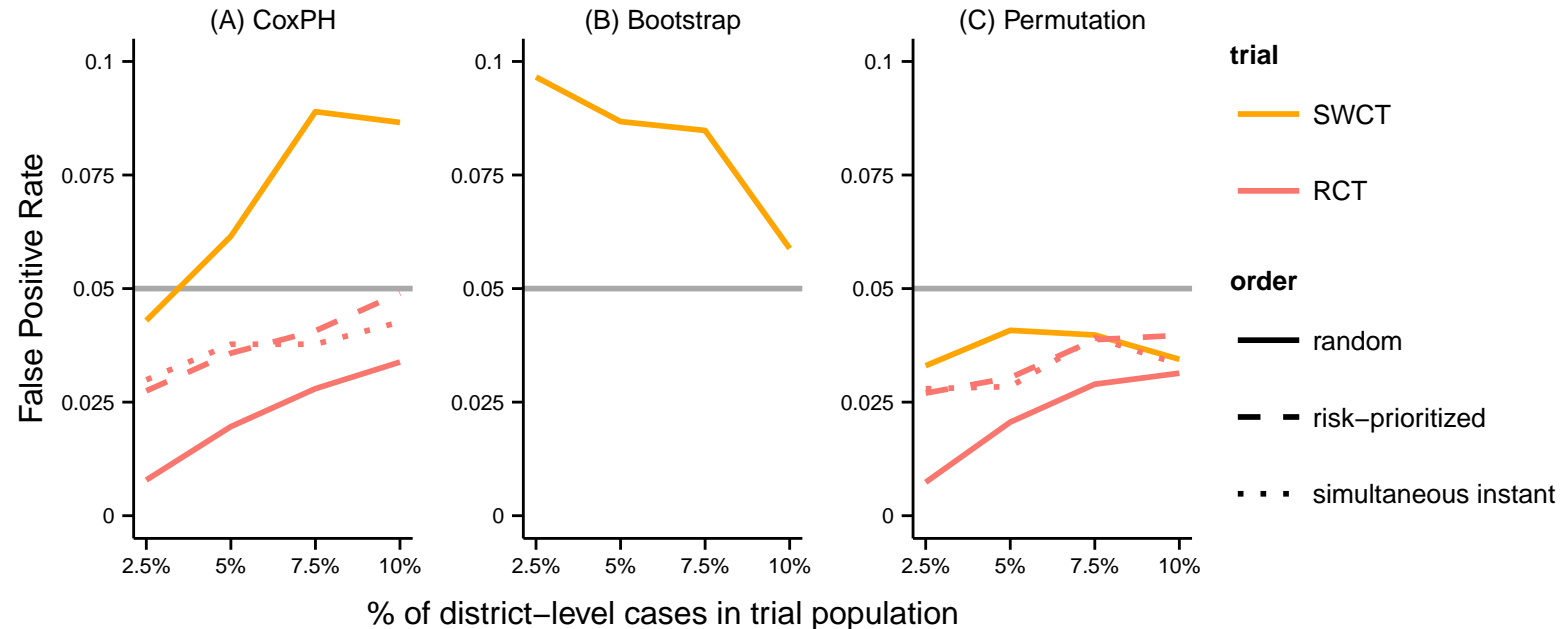 (A) CoxPH
(B) Bootstrap
(C) Permutation
False Positive Rate
0.1
0.075
0.05
0.025
0
2.5% 5% 7.5% 10%
0.1
0.075
0.05
0.025
0
2.5% 5% 7.5% 10%
0.1
0.075
0.05
0.025
0
2.5% 5% 7.5% 10%
% of district−level cases in trial population
trial
SWCT
RCT
order
random
risk−prioritized
simultaneous instant